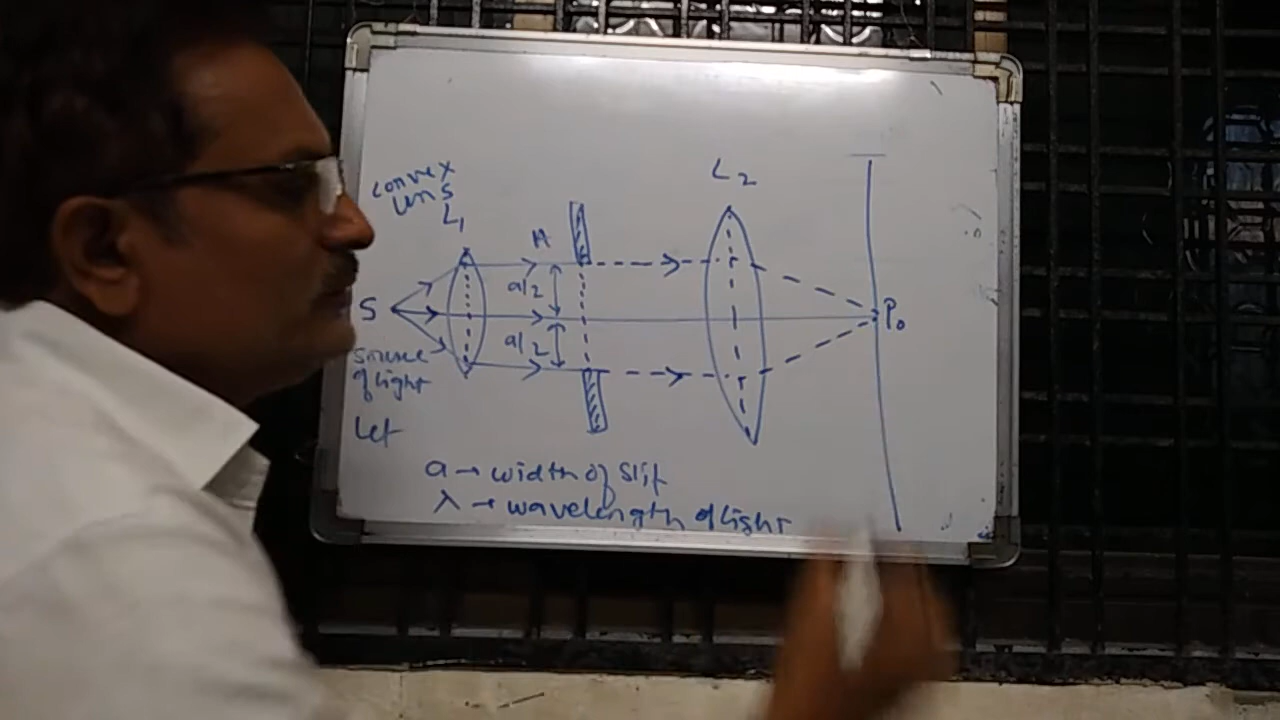 convex
lens
L1
L2
A
a/2
S
P0
a/2
source
of light
Let
a → width of slit
λ → wavelength of light